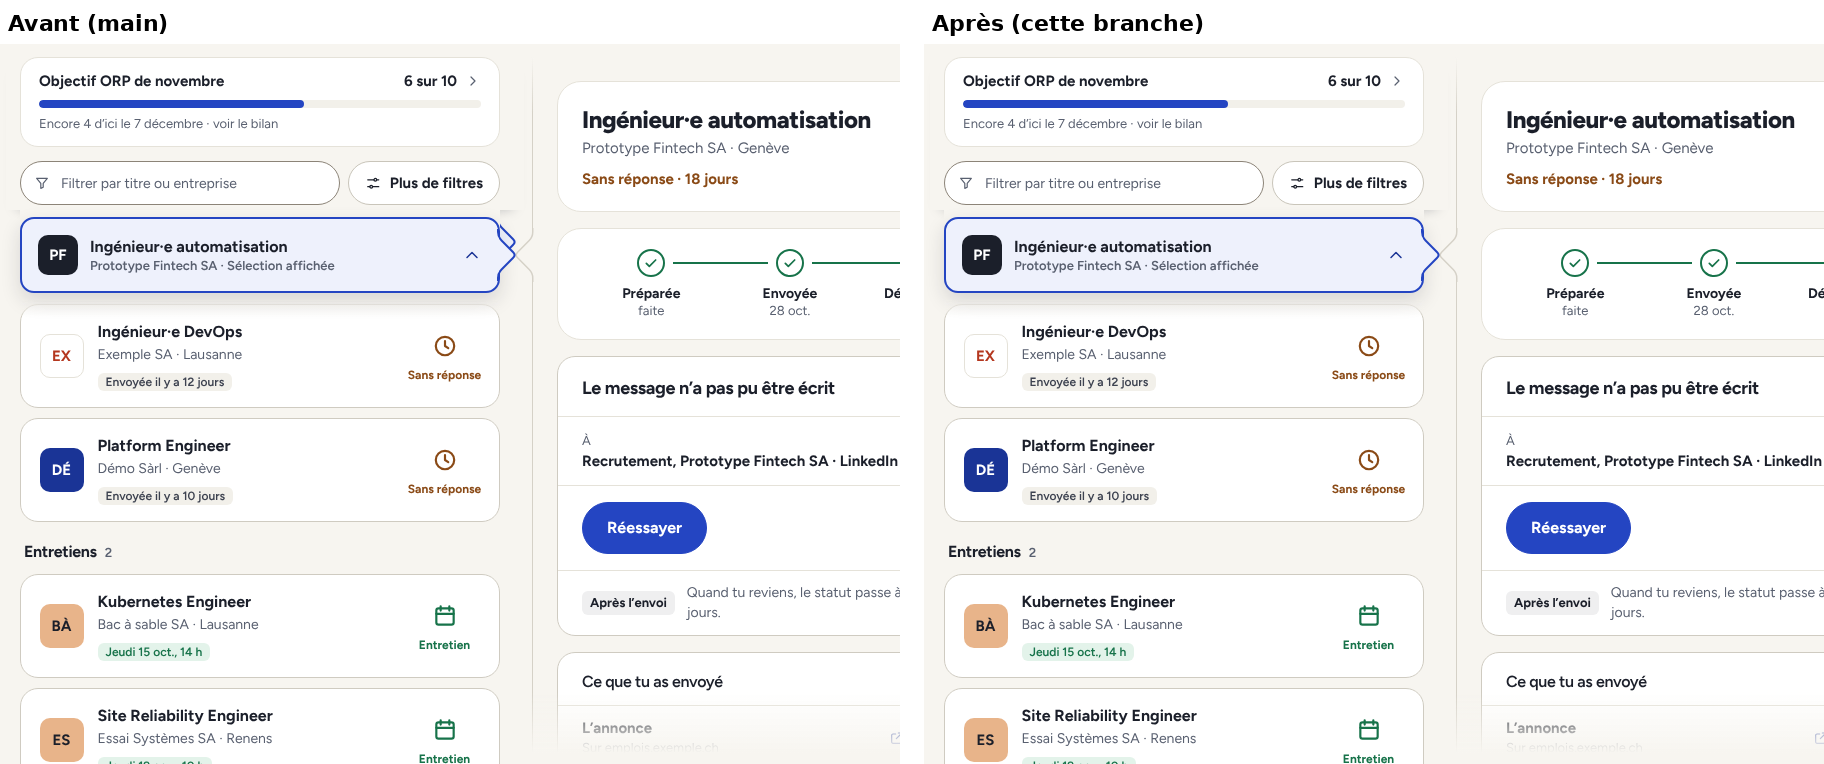 Avant (main)
Objectif ORP de novembre
6 sur 10
Encore 4 d’ici le 7 décembre · voir le bilan
Filtrer par titre ou entreprise
Plus de filtres
PF
Ingénieur·e automatisation
Prototype Fintech SA · Sélection affichée
EX
Ingénieur·e DevOps
Exemple SA · Lausanne
Envoyée il y a 12 jours
Sans réponse
DÉ
Platform Engineer
Démo Sàrl · Genève
Envoyée il y a 10 jours
Sans réponse
Entretiens 2
BÀ
Kubernetes Engineer
Bac à sable SA · Lausanne
Jeudi 15 oct., 14 h
Entretien
ES
Site Reliability Engineer
Essai Systèmes SA · Renens
Entretien
Ingénieur·e automatisation
Prototype Fintech SA · Genève
Sans réponse · 18 jours
Préparée
faite
Envoyée
28 oct.
Dé
Le message n’a pas pu être écrit
À
Recrutement, Prototype Fintech SA · LinkedIn
Réessayer
Après l’envoi
Quand tu reviens, le statut passe à
jours.
Ce que tu as envoyé
L’annonce
Sur emplois.exemple.ch
Après (cette branche)
Objectif ORP de novembre
6 sur 10
Encore 4 d’ici le 7 décembre · voir le bilan
Filtrer par titre ou entreprise
Plus de filtres
PF
Ingénieur·e automatisation
Prototype Fintech SA · Sélection affichée
EX
Ingénieur·e DevOps
Exemple SA · Lausanne
Envoyée il y a 12 jours
Sans réponse
DÉ
Platform Engineer
Démo Sàrl · Genève
Envoyée il y a 10 jours
Sans réponse
Entretiens 2
BÀ
Kubernetes Engineer
Bac à sable SA · Lausanne
Jeudi 15 oct., 14 h
Entretien
ES
Site Reliability Engineer
Essai Systèmes SA · Renens
Entretien
Ingénieur·e automatisation
Prototype Fintech SA · Genève
Sans réponse · 18 jours
Préparée
faite
Envoyée
28 oct.
Dé
Le message n’a pas pu être écrit
À
Recrutement, Prototype Fintech SA · LinkedIn
Réessayer
Après l’envoi
Quand tu reviens, le statut passe à
jours.
Ce que tu as envoyé
L’annonce
Sur emplois.exemple.ch